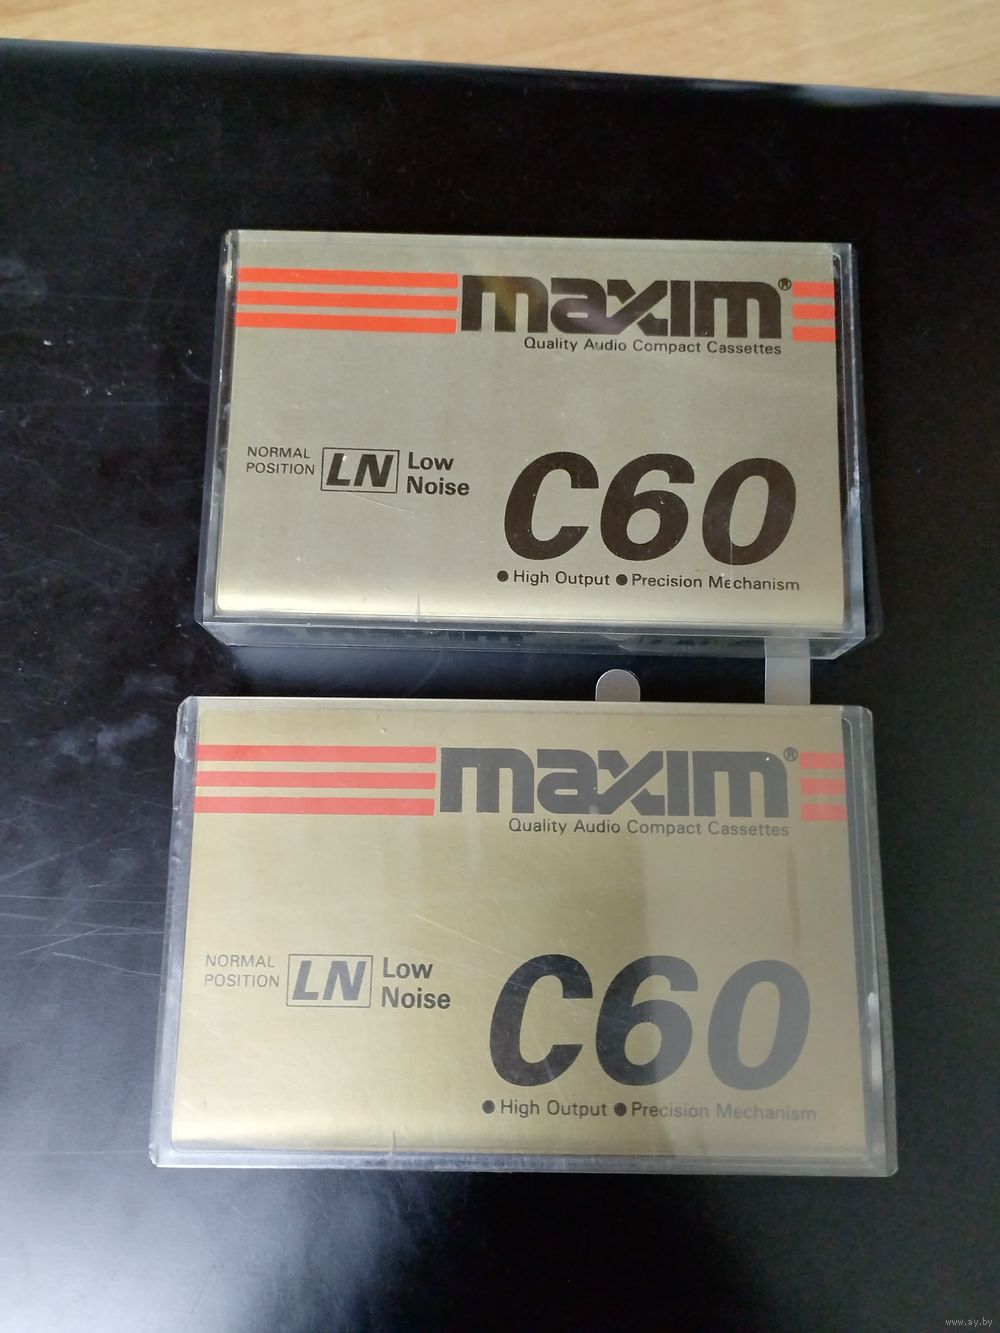 maxim®
Quality Audio Compact Cassettes
NORMAL
POSITION
LN
Low
Noise
C60
● High Output ● Precision Mechanism
maxim®
Quality Audio Compact Cassettes
NORMAL
POSITION
LN
Low
Noise
C60
● High Output ● Precision Mechanism
www.ay.by